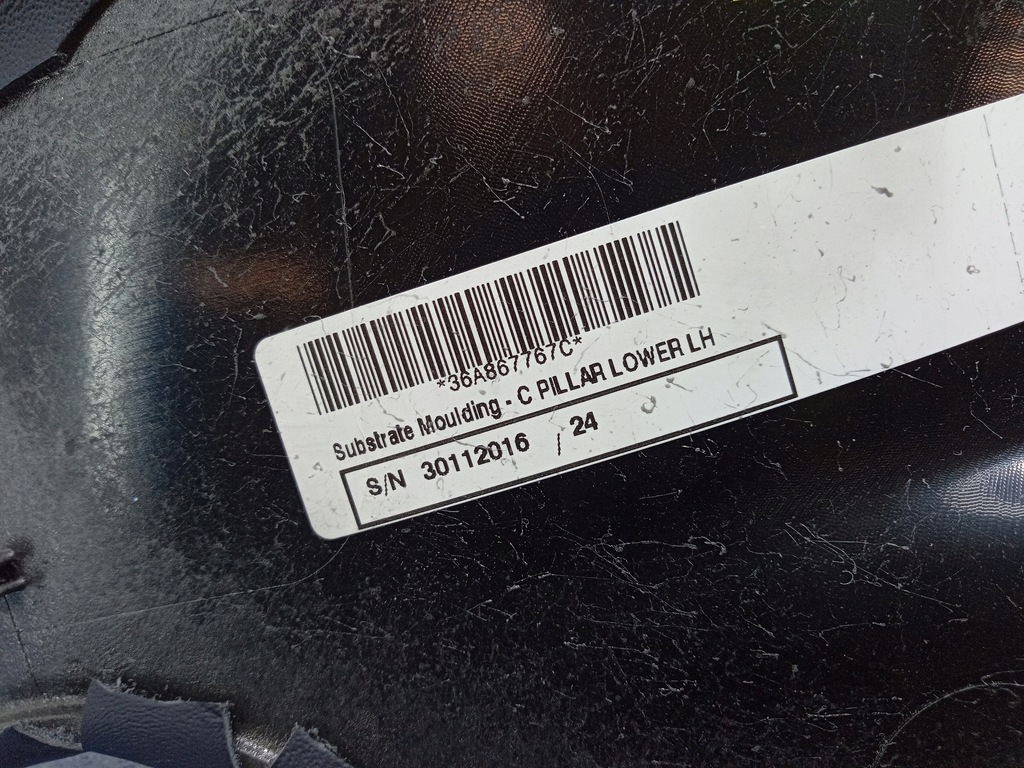 *36A867767C*
Substrate Moulding - C PILLAR LOWER LH
S/N 30112016 / 24